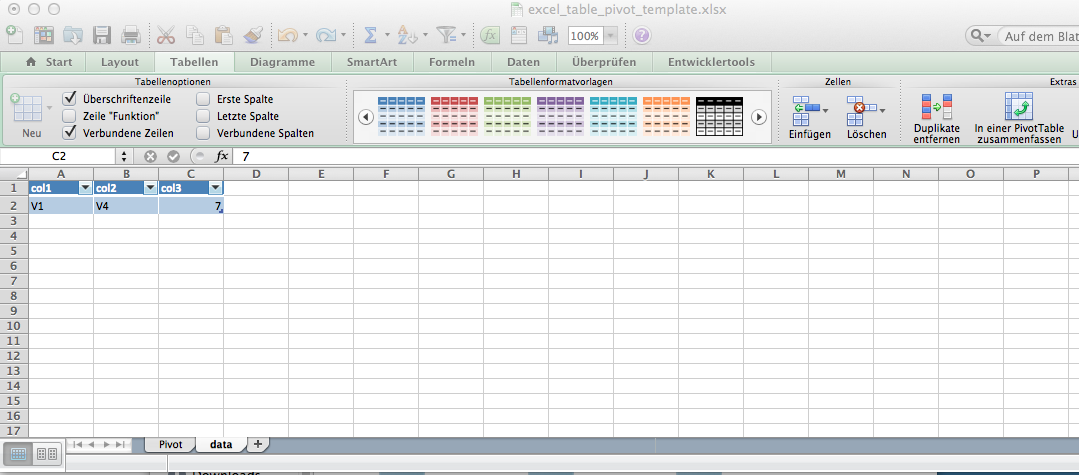 excel_table_pivot_template.xlsx
100%
Auf dem Blat
Start Layout Tabellen Diagramme SmartArt Formeln Daten Überprüfen Entwicklertools
Tabellenoptionen Tabellenformatvorlagen Zellen Extras
Neu
Überschriftenzeile Erste Spalte
Zeile "Funktion" Letzte Spalte
Verbundene Zeilen Verbundene Spalten
Einfügen Löschen
Duplikate entfernen
In einer PivotTable zusammenfassen
C2 fx 7
A B C D E F G H I J K L M N O P
1 col1 col2 col3
2 V1 V4 7
3
4
5
6
7
8
9
10
11
12
13
14
15
16
17
Pivot data +